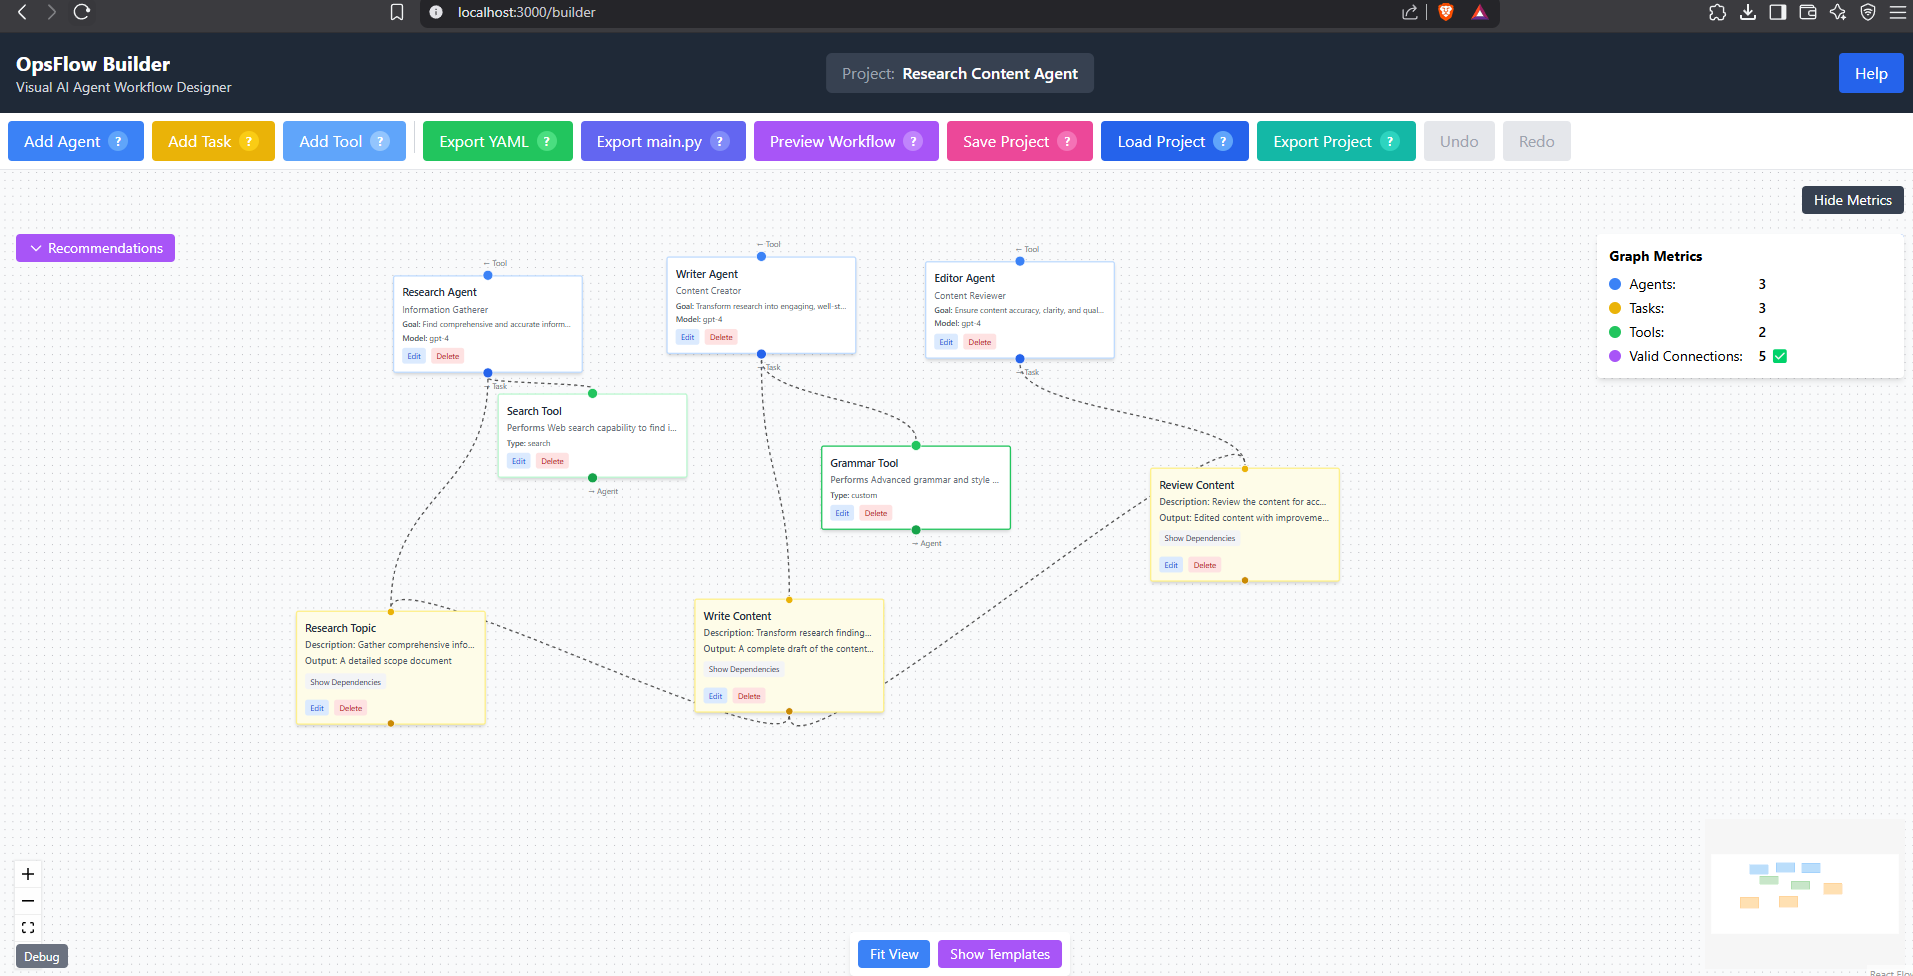 localhost:3000/builder
OpsFlow Builder
Visual AI Agent Workflow Designer
Project: Research Content Agent
Help
Add Agent ?
Add Task ?
Add Tool ?
Export YAML ?
Export main.py ?
Preview Workflow ?
Save Project ?
Load Project ?
Export Project ?
Undo
Redo
Hide Metrics
Recommendations
Graph Metrics
Agents: 3
Tasks: 3
Tools: 2
Valid Connections: 5
← Tool
Research Agent
Information Gatherer
Goal: Find comprehensive and accurate inform...
Model: gpt-4
Edit Delete
→ Task
← Tool
Writer Agent
Content Creator
Goal: Transform research into engaging, well-st...
Model: gpt-4
Edit Delete
→ Task
← Tool
Editor Agent
Content Reviewer
Goal: Ensure content accuracy, clarity, and qual...
Model: gpt-4
Edit Delete
→ Task
Search Tool
Performs Web search capability to find i...
Type: search
Edit Delete
→ Agent
Grammar Tool
Performs Advanced grammar and style ...
Type: custom
Edit Delete
→ Agent
Review Content
Description: Review the content for acc...
Output: Edited content with improveme...
Show Dependencies
Edit Delete
Research Topic
Description: Gather comprehensive info...
Output: A detailed scope document
Show Dependencies
Edit Delete
Write Content
Description: Transform research finding...
Output: A complete draft of the content...
Show Dependencies
Edit Delete
Debug
Fit View
Show Templates
React Flow